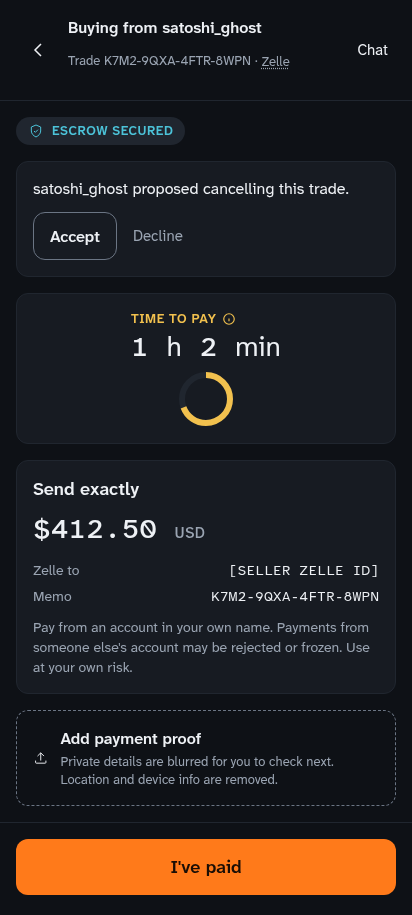 Buying from satoshi_ghost
Trade K7M2-9QXA-4FTR-8WPN · Zelle
Chat
ESCROW SECURED
satoshi_ghost proposed cancelling this trade.
Accept
Decline
TIME TO PAY
1 h 2 min
Send exactly
$412.50 USD
Zelle to [SELLER ZELLE ID]
Memo K7M2-9QXA-4FTR-8WPN
Pay from an account in your own name. Payments from
someone else's account may be rejected or frozen. Use
at your own risk.
Add payment proof
Private details are blurred for you to check next.
Location and device info are removed.
I've paid